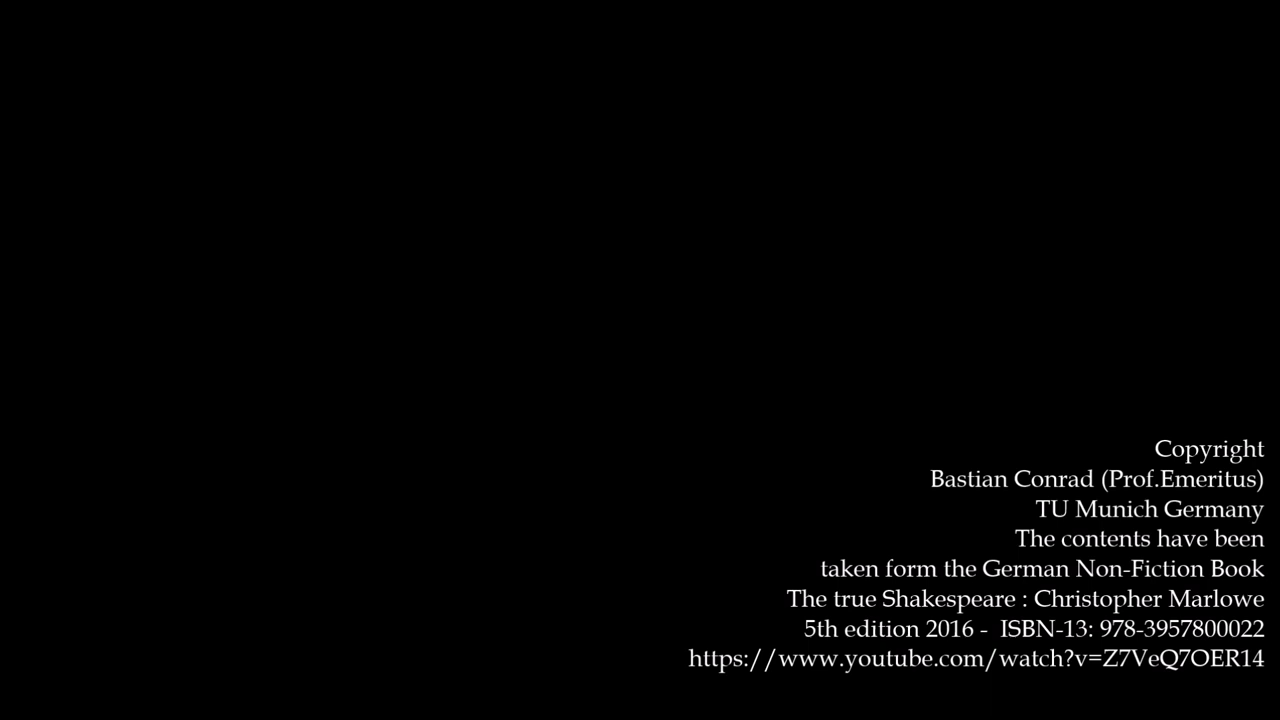 Copyright
Bastian Conrad (Prof.Emeritus)
TU Munich Germany
The contents have been
taken form the German Non-Fiction Book
The true Shakespeare : Christopher Marlowe
5th edition 2016 -  ISBN-13: 978-3957800022
https://www.youtube.com/watch?v=Z7VeQ7OER14